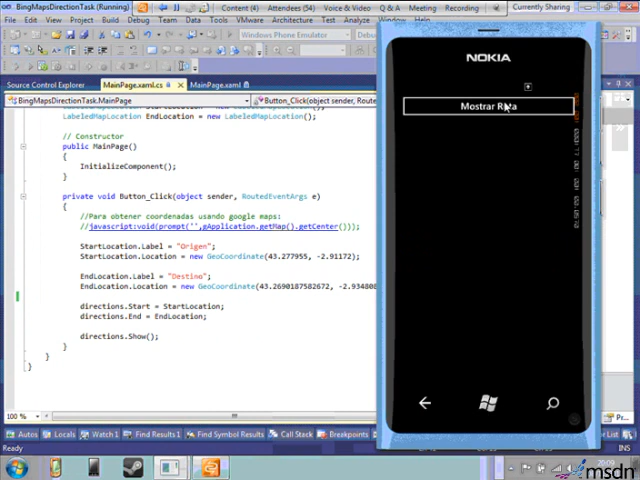 BingMapsDirectionTask (Running)
Content (4)
Attendees (54)
Voice & Video
Q & A
Meeting
Recording
Currently Sharing
File
Edit
View
Project
Build
Debug
Team
Data
Tools
VMware
Architecture
Test
Analyze
Window Phone Emulator
Source Control Explorer
MainPage.xaml.cs
MainPage.xaml
BingMapsDirectionTask.MainPage
Button_Click(object sender, Route
LabeledMapLocation EndLocation = new LabeledMapLocation();
// Constructor
public MainPage()
{
InitializeComponent();
}
private void Button_Click(object sender, RoutedEventArgs e)
{
//Para obtener coordenadas usando google maps:
//javascript:void(prompt('',gApplication.getMap().getCenter()));
StartLocation.Label = "Origen";
StartLocation.Location = new GeoCoordinate(43.277955, -2.91172);
EndLocation.Label = "Destino";
EndLocation.Location = new GeoCoordinate(43.2690187582672, -2.934808
directions.Start = StartLocation;
directions.End = EndLocation;
directions.Show();
}
}
}
NOKIA
Mostrar Ruta
100 %
Autos
Locals
Watch 1
Find Results 1
Find Symbol Results
Call Stack
Breakpoints
Ready
INS
20:09
msdn